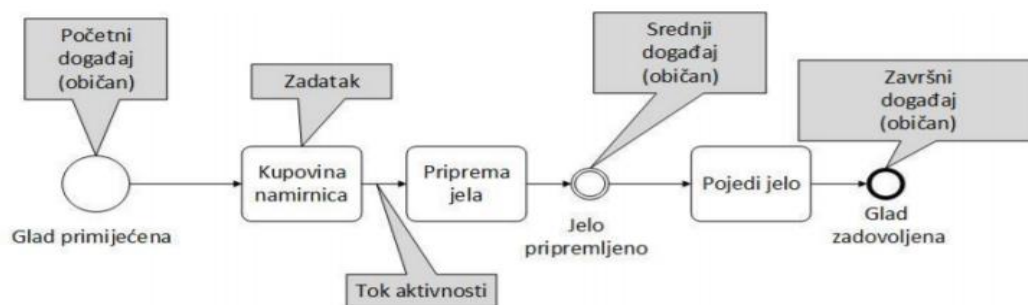 Početni
događaj
(običan)
Zadatak
Srednji
događaj
(običan)
Završni
događaj
(običan)
Kupovina
namirnica
Priprema
jela
Pojedi jelo
Glad primijećena
Jelo
pripremljeno
Glad
zadovoljena
Tok aktivnosti